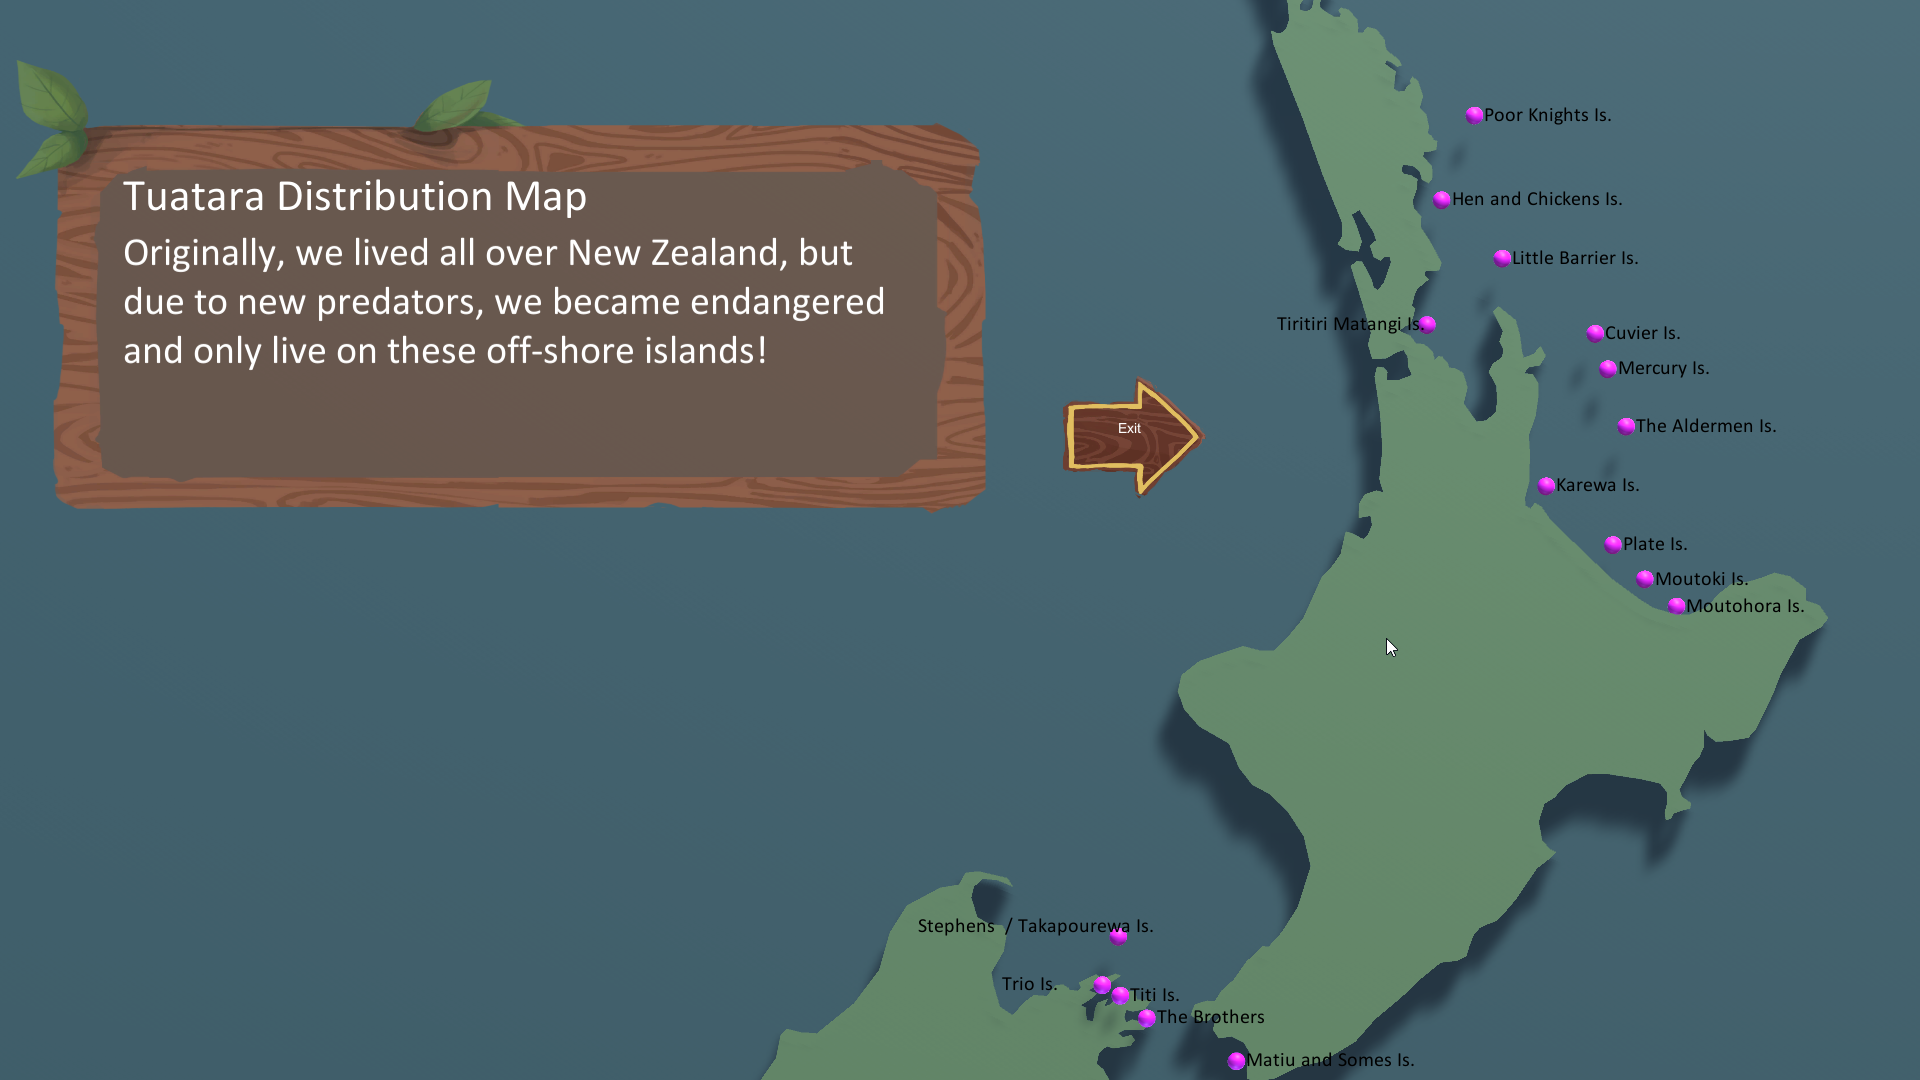 Tuatara Distribution Map
Originally, we lived all over New Zealand, but
due to new predators, we became endangered
and only live on these off-shore islands!
Exit
Poor Knights Is.
Hen and Chickens Is.
Little Barrier Is.
Tiritiri Matangi Is.
Cuvier Is.
Mercury Is.
The Aldermen Is.
Karewa Is.
Plate Is.
Moutoki Is.
Moutohora Is.
Stephens / Takapourewa Is.
Trio Is.
Titi Is.
The Brothers
Matiu and Somes Is.